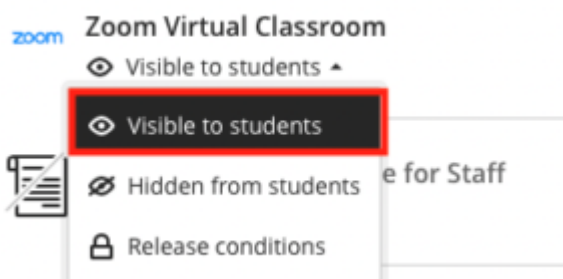 Zoom Virtual Classroom
zoom
Visible to students
Visible to students
e for Staff
Hidden from students
Release conditions